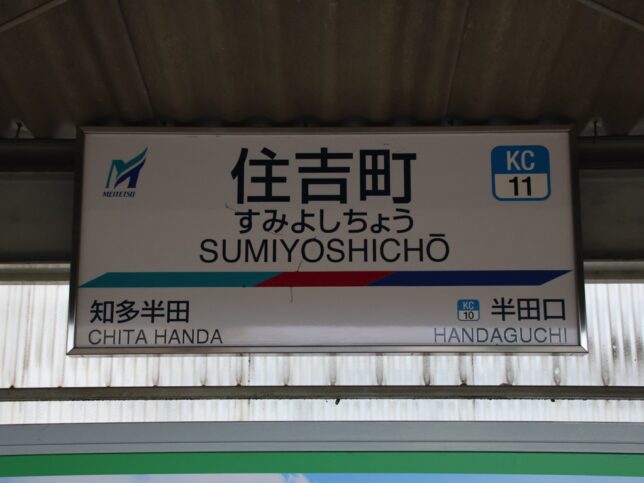 MEITETSU
住吉町
KC
11
すみよしちょう
SUMIYOSHICHŌ
知多半田
CHITA HANDA
KC
10
半田口
HANDAGUCHI